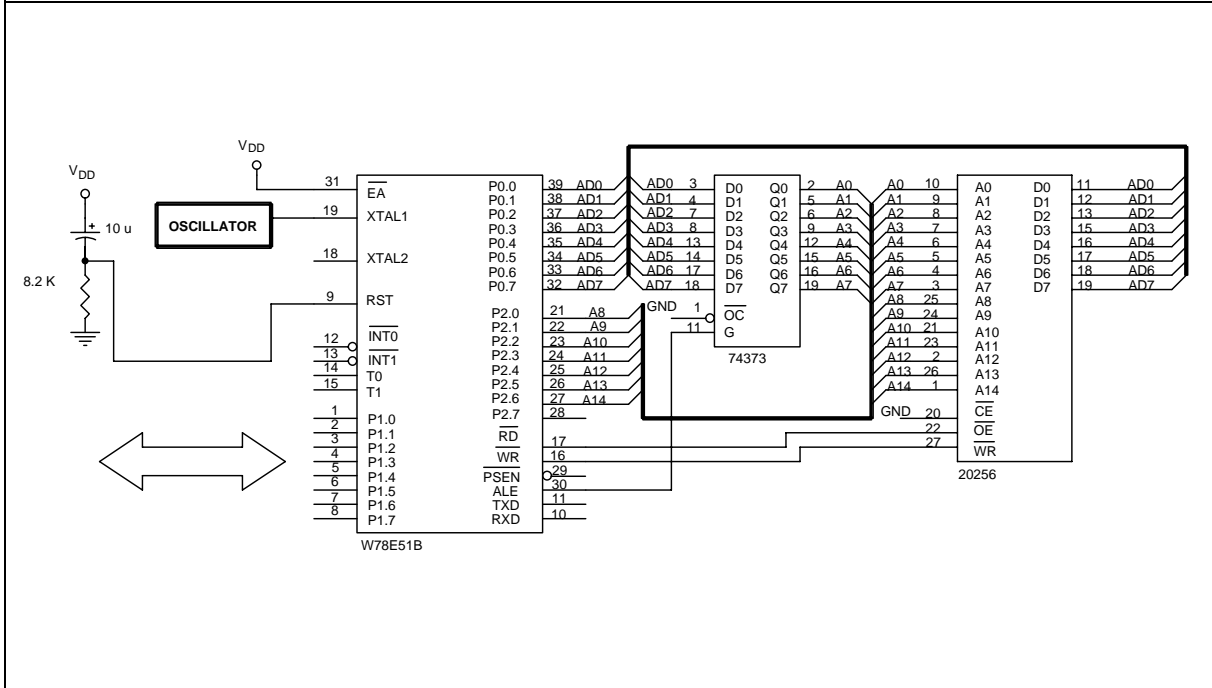 VDD
VDD
10 u
8.2 K
OSCILLATOR
31 EA
19 XTAL1
18 XTAL2
9 RST
12 INT0
13 INT1
14 T0
15 T1
1 P1.0
2 P1.1
3 P1.2
4 P1.3
5 P1.4
6 P1.5
7 P1.6
8 P1.7
P0.0 39 AD0
P0.1 38 AD1
P0.2 37 AD2
P0.3 36 AD3
P0.4 35 AD4
P0.5 34 AD5
P0.6 33 AD6
P0.7 32 AD7
P2.0 21 A8
P2.1 22 A9
P2.2 23 A10
P2.3 24 A11
P2.4 25 A12
P2.5 26 A13
P2.6 27 A14
P2.7 28
RD 17
WR 16
PSEN 29
ALE 30
TXD 11
RXD 10
W78E51B
AD0 3 D0 Q0 2 A0
AD1 4 D1 Q1 5 A1
AD2 7 D2 Q2 6 A2
AD3 8 D3 Q3 9 A3
AD4 13 D4 Q4 12 A4
AD5 14 D5 Q5 15 A5
AD6 17 D6 Q6 16 A6
AD7 18 D7 Q7 19 A7
GND 1 OC
11 G
74373
A0 10 A0 D0 11 AD0
A1 9 A1 D1 12 AD1
A2 8 A2 D2 13 AD2
A3 7 A3 D3 15 AD3
A4 6 A4 D4 16 AD4
A5 5 A5 D5 17 AD5
A6 4 A6 D6 18 AD6
A7 3 A7 D7 19 AD7
A8 25 A8
A9 24 A9
A10 21 A10
A11 23 A11
A12 2 A12
A13 26 A13
A14 1 A14
GND 20 CE
22 OE
27 WR
20256